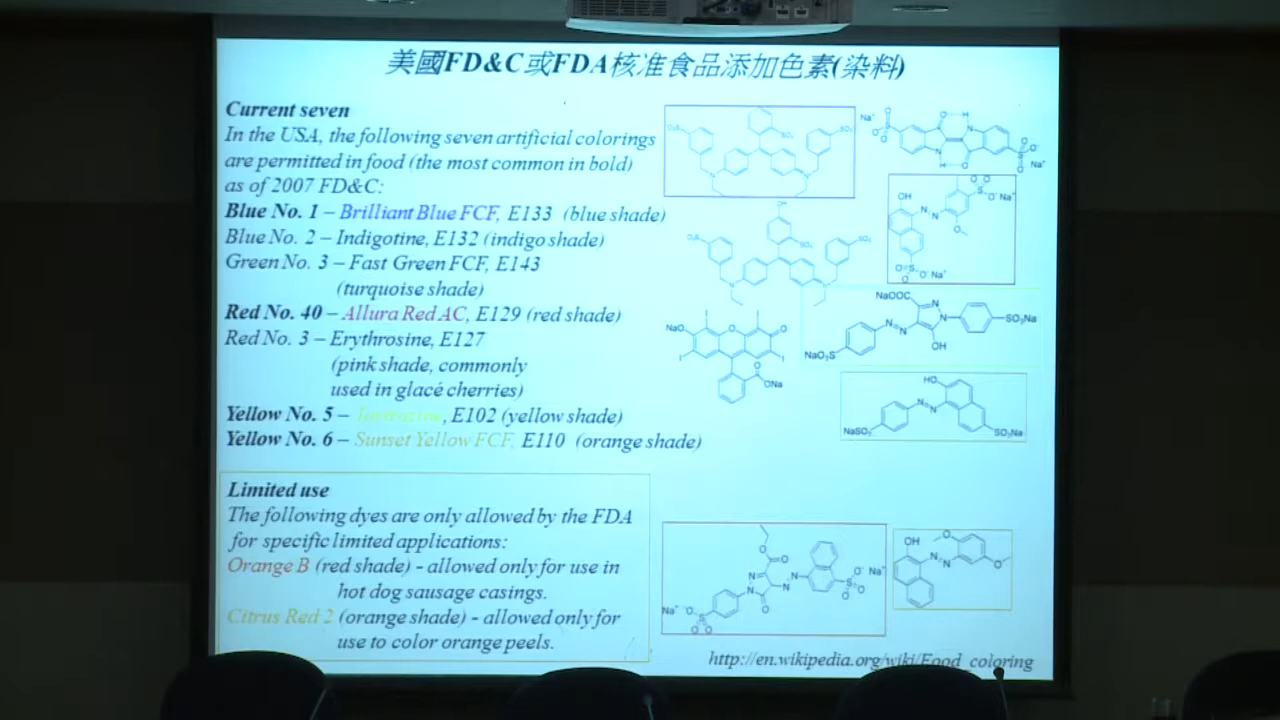 美國FD&C或FDA核准食品添加色素(染料)
Current seven
In the USA, the following seven artificial colorings
are permitted in food (the most common in bold)
as of 2007 FD&C:
Blue No. 1 – Brilliant Blue FCF, E133 (blue shade)
Blue No. 2 – Indigotine, E132 (indigo shade)
Green No. 3 – Fast Green FCF, E143
(turquoise shade)
Red No. 40 – Allura Red AC, E129 (red shade)
Red No. 3 – Erythrosine, E127
(pink shade, commonly
used in glacé cherries)
Yellow No. 5 – , E102 (yellow shade)
Yellow No. 6 – Sunset Yellow FCF, E110 (orange shade)
Limited use
The following dyes are only allowed by the FDA
for specific limited applications:
Orange B (red shade) - allowed only for use in
hot dog sausage casings.
Citrus Red 2 (orange shade) - allowed only for
use to color orange peels.
http://en.wikipedia.org/wiki/Food_coloring